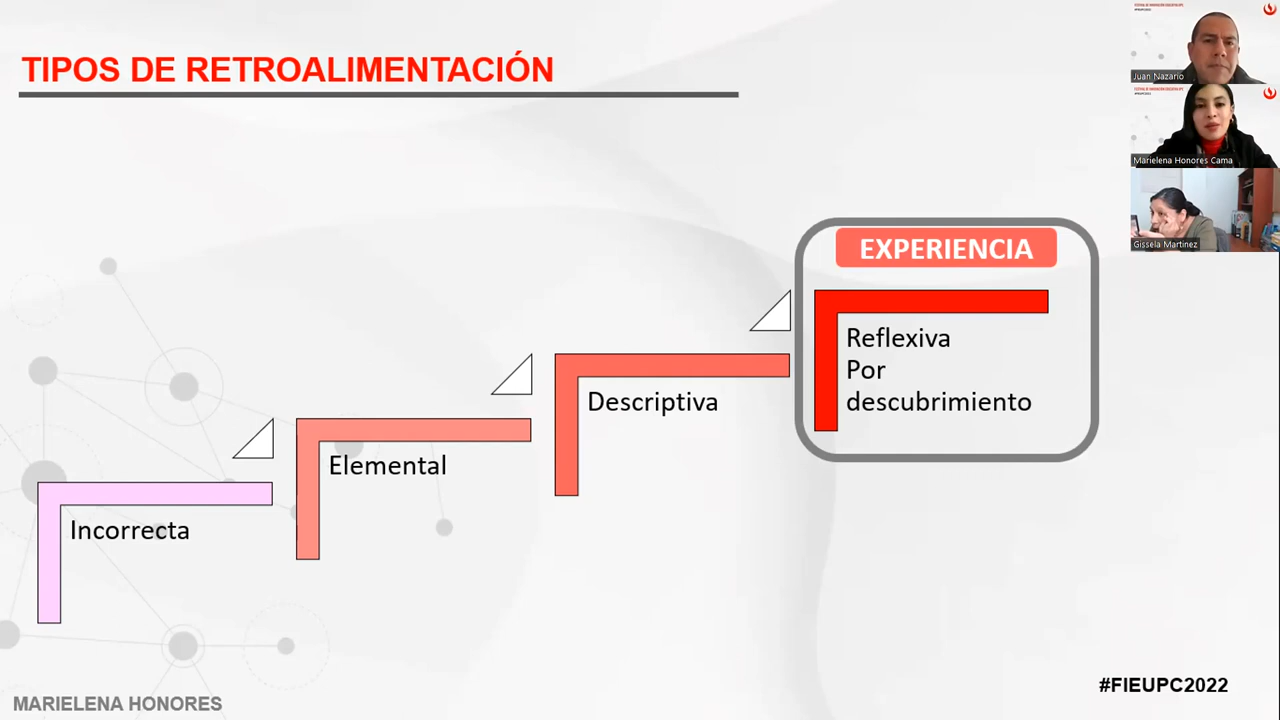 TIPOS DE RETROALIMENTACIÓN
EXPERIENCIA
Reflexiva
Por
descubrimiento
Descriptiva
Elemental
Incorrecta
MARIELENA HONORES
#FIEUPC2022
Juan Nazario
Marielena Honores Cama
Gissela Martinez